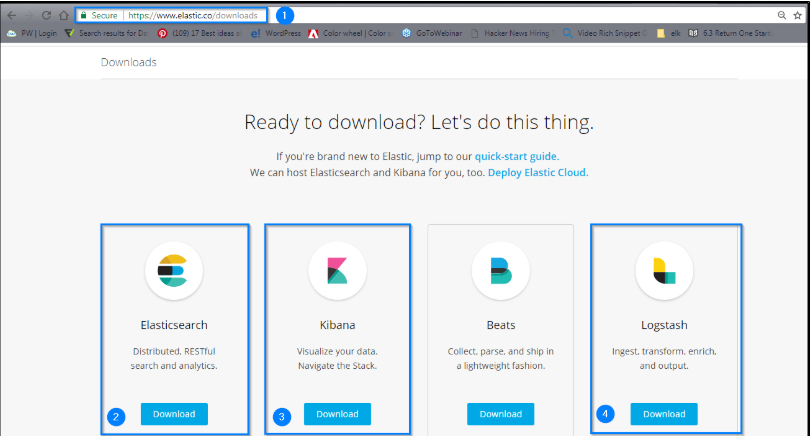 Secure https://www.elastic.co/downloads 1
PW | Login Search results for Do (109) 17 Best ideas a WordPress Color wheel | Color s GoToWebinar Hacker News Hiring Video Rich Snippet G elk 6.3 Return One Start
Downloads
Ready to download? Let's do this thing.
If you're brand new to Elastic, jump to our quick-start guide.
We can host Elasticsearch and Kibana for you, too. Deploy Elastic Cloud.
Elasticsearch
Distributed, RESTful
search and analytics.
2 Download
Kibana
Visualize your data.
Navigate the Stack.
3 Download
Beats
Collect, parse, and ship in
a lightweight fashion.
Download
Logstash
Ingest, transform, enrich,
and output.
4 Download